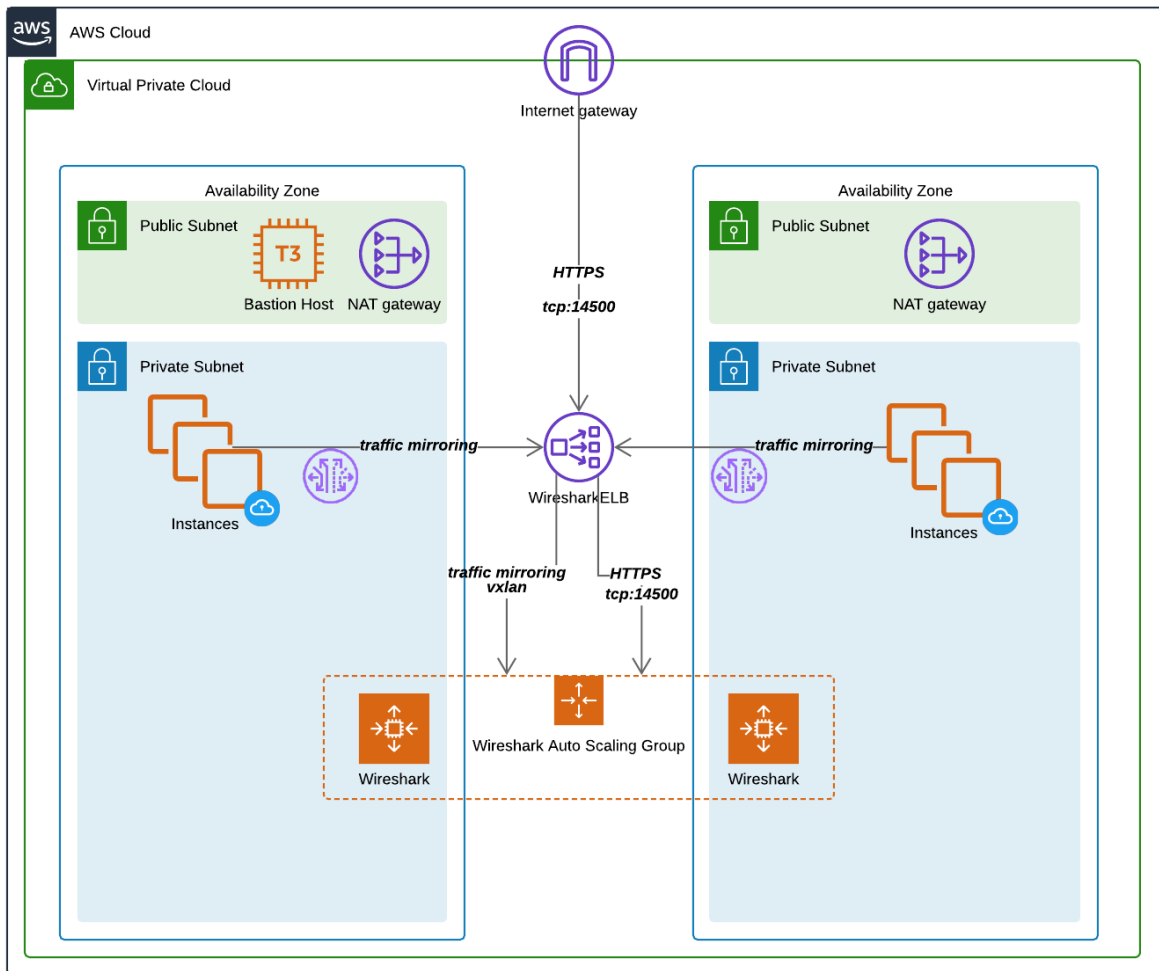 aws
AWS Cloud
Virtual Private Cloud
Internet gateway
Availability Zone
Public Subnet
T3
Bastion Host
NAT gateway
Private Subnet
Instances
traffic mirroring
HTTPS
tcp:14500
WiresharkELB
traffic mirroring
vxlan
HTTPS
tcp:14500
Availability Zone
Public Subnet
NAT gateway
Private Subnet
traffic mirroring
Instances
Wireshark
Wireshark Auto Scaling Group
Wireshark